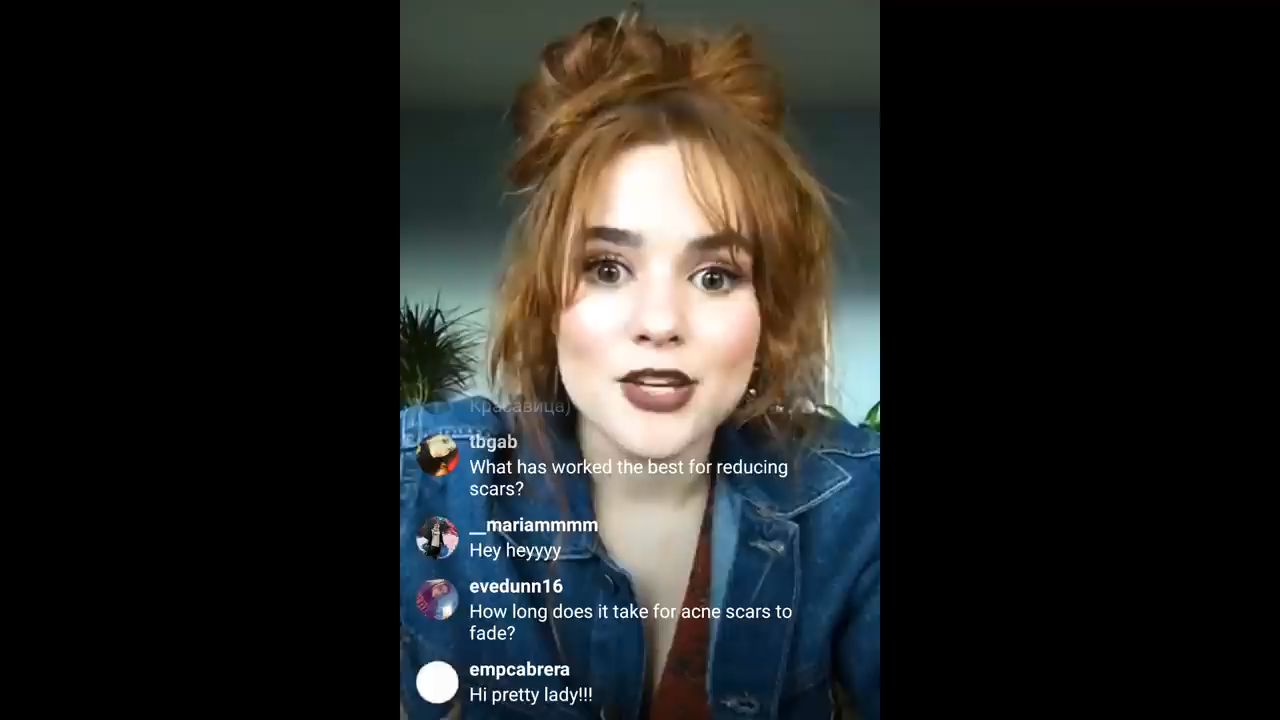 Красавица)
tbgab
What has worked the best for reducing
scars?
__mariammmm
Hey heyyyy
evedunn16
How long does it take for acne scars to
fade?
empcabrera
Hi pretty lady!!!